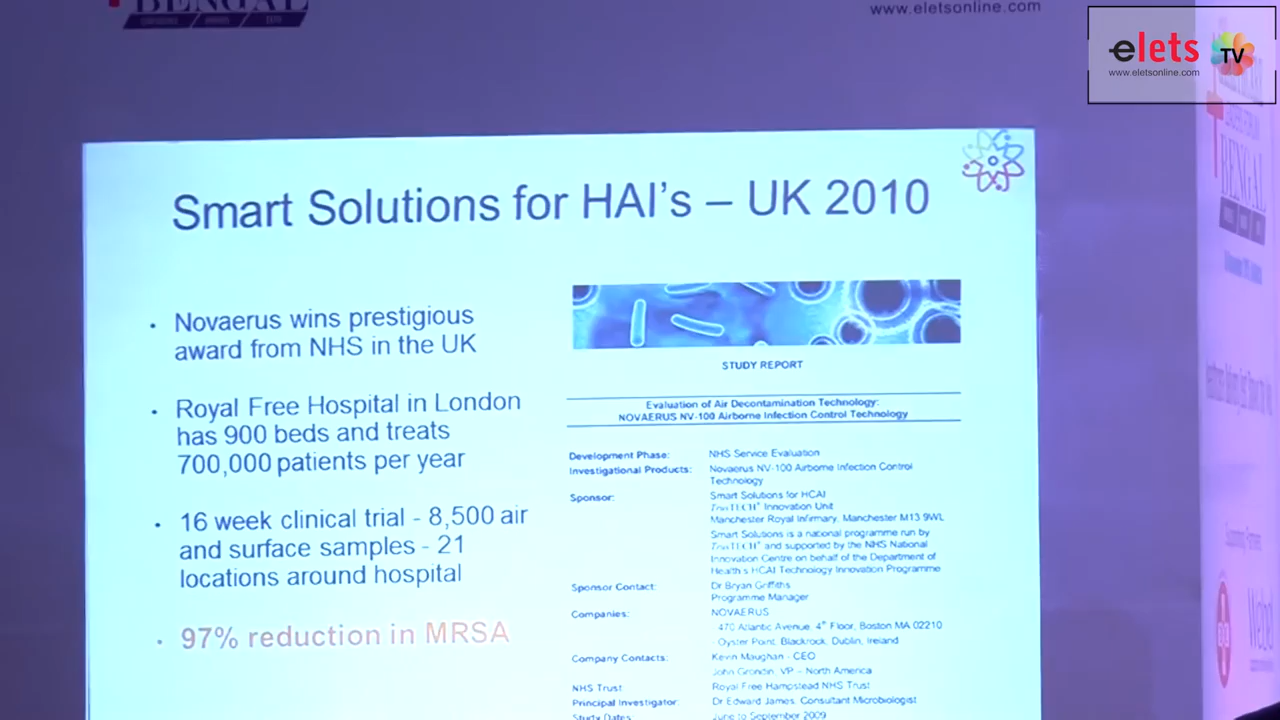 BENGAL
www.eletsonline.com
elets TV
www.eletsonline.com
Smart Solutions for HAI's – UK 2010
• Novaerus wins prestigious
award from NHS in the UK
• Royal Free Hospital in London
has 900 beds and treats
700,000 patients per year
• 16 week clinical trial - 8,500 air
and surface samples - 21
locations around hospital
• 97% reduction in MRSA
STUDY REPORT
Evaluation of Air Decontamination Technology:
NOVAERUS NV-100 Airborne Infection Control Technology
Development Phase: NHS Service Evaluation
Investigational Products: Novaerus NV-100 Airborne Infection Control
Technology
Sponsor: Smart Solutions for HCAI
TrusTECH® Innovation Unit
Manchester Royal Infirmary, Manchester M13 9WL
Smart Solutions is a national programme run by
TrusTECH® and supported by the NHS National
Innovation Centre on behalf of the Department of
Health's HCAI Technology Innovation Programme
Sponsor Contact: Dr Bryan Griffiths
Programme Manager
Companies: NOVAERUS
470 Atlantic Avenue, 4th Floor, Boston MA 02210
Oyster Point, Blackrock, Dublin, Ireland
Company Contacts: Kevin Maughan - CEO
John Grondin, VP - North America
NHS Trust Royal Free Hampstead NHS Trust
Principal Investigator: Dr Edward James, Consultant Microbiologist
Study Dates: June to September 2009
BENGAL